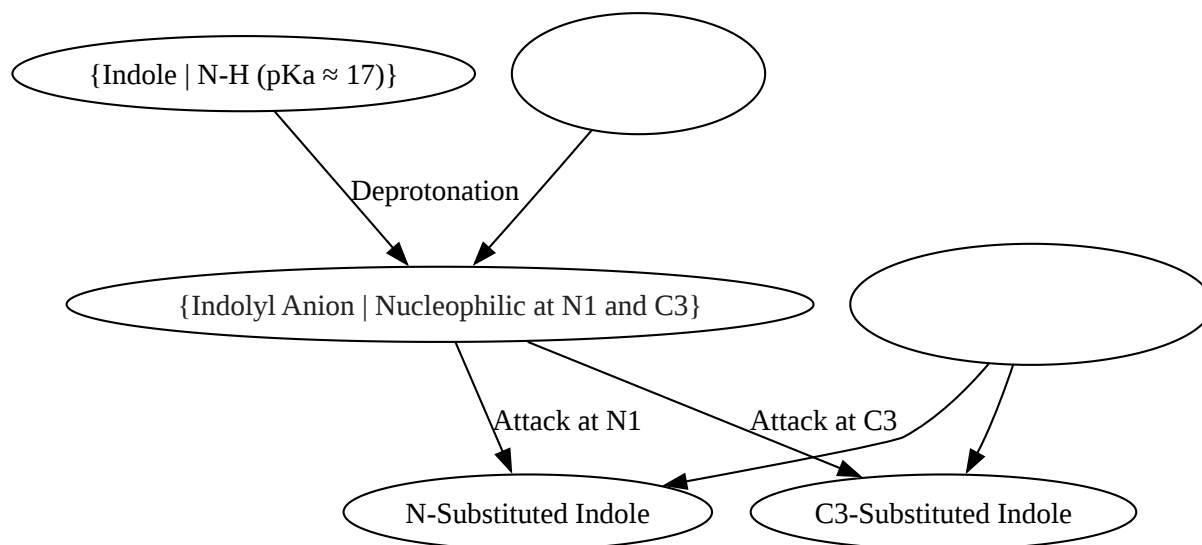 {Indole | N-H (pKa ≈ 17)}
Deprotonation
{Indolyl Anion | Nucleophilic at N1 and C3}
Attack at N1
Attack at C3
N-Substituted Indole
C3-Substituted Indole